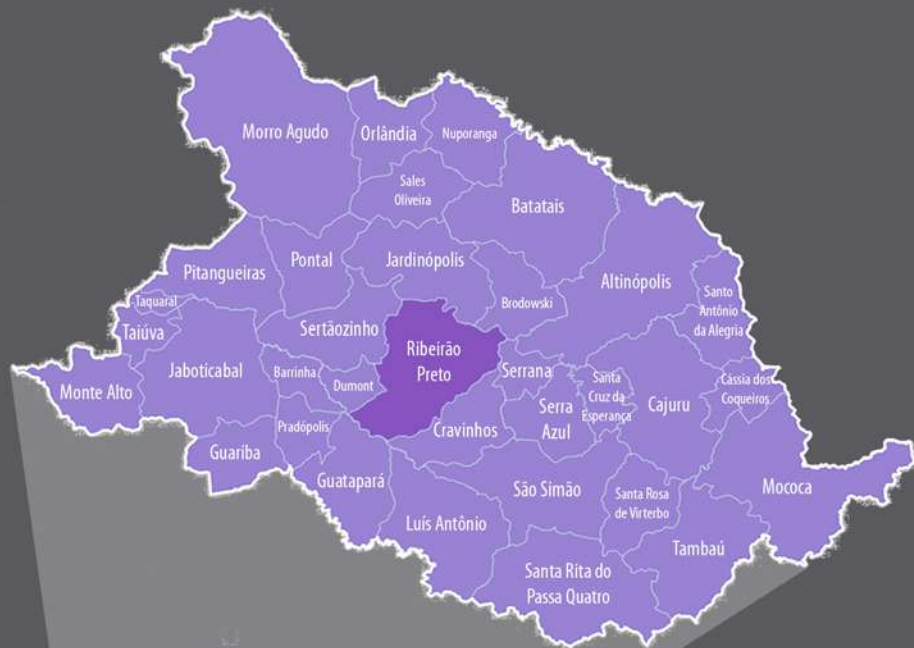 Morro Agudo
Orlândia
Nuporanga
Sales
Oliveira
Batatais
Pitangueiras
Pontal
Jardinópolis
Altinópolis
Brodowski
Santo
Antônio
da Alegria
Taquaral
Taiúva
Sertãozinho
Ribeirão
Preto
Monte Alto
Jaboticabal
Barrinha
Dumont
Serrana
Santa
Cruz da
Esperança
Cássia dos
Coqueiros
Serra
Azul
Cajuru
Guariba
Pradópolis
Cravinhos
Guatapará
São Simão
Santa Rosa
de Virterbo
Mococa
Luís Antônio
Tambaú
Santa Rita do
Passa Quatro